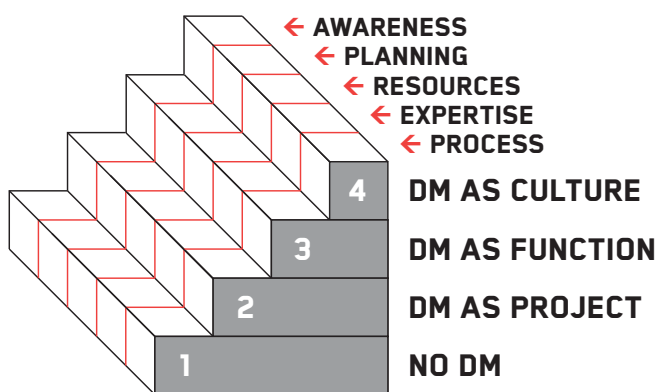 ← AWARENESS
← PLANNING
← RESOURCES
← EXPERTISE
← PROCESS
4 DM AS CULTURE
3 DM AS FUNCTION
2 DM AS PROJECT
1 NO DM